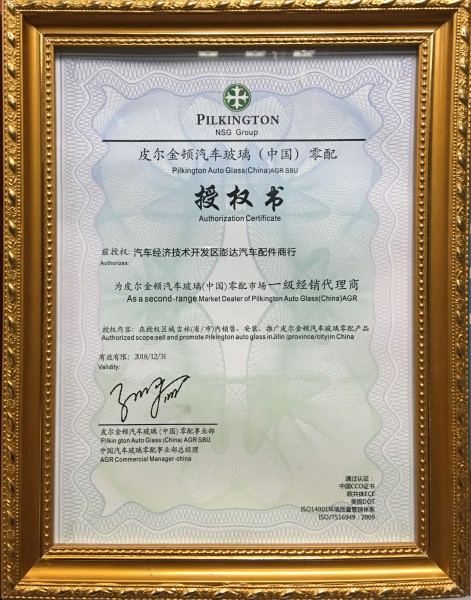 PILKINGTON
NSG Group
皮尔金顿汽车玻璃（中国）零配
Pilkington Auto Glass(China)AGR SBU
授权书
Authorization Certificate
兹授权: 汽车经济技术开发区澎达汽车配件商行
Authorizes:
为皮尔金顿汽车玻璃(中国)零配市场一级经销代理商
As a second-range Market Dealer of Pilkington Auto Glass(China)AGR
授权内容: 在授权区域吉林(省/市)内销售、安装、推广皮尔金顿汽车玻璃零配产品
Authorized scope:sell and promote Pilkington auto glass inJilin (province/city)in China
有效有限: 2018/12/31
Validity:
皮尔金顿汽车玻璃(中国)零配事业部
Pilkin gton Auto Glass (China) AGR SBU
中国汽车玻璃零配事业部总经理
AGR Commercial Manager-china
通过认证:
中国CCO证书
欧共体ECE
美国DOT
ISO14001环境质量管理体系
ISO/TS16949：2009